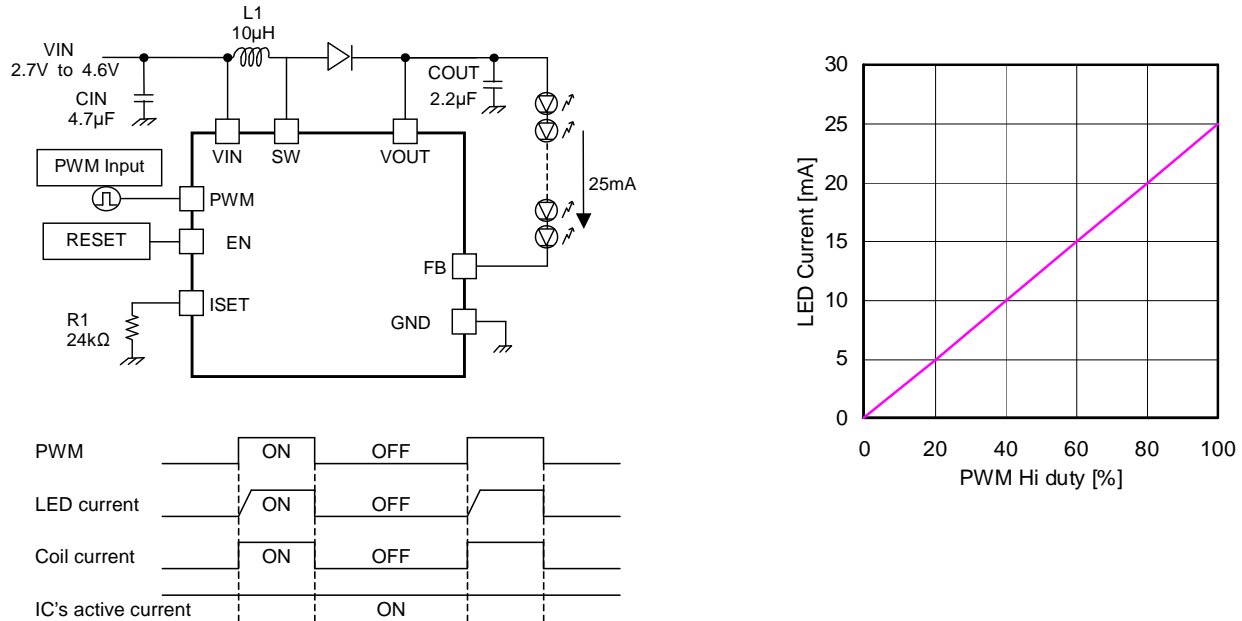 L1
10µH
VIN
2.7V to 4.6V
CIN
4.7µF
COUT
2.2µF
VIN
SW
VOUT
PWM Input
PWM
25mA
RESET
EN
FB
ISET
R1
24kΩ
GND
PWM
ON
OFF
LED current
ON
OFF
Coil current
ON
OFF
IC's active current
ON
30
25
20
15
10
5
0
LED Current [mA]
0 20 40 60 80 100
PWM Hi duty [%]